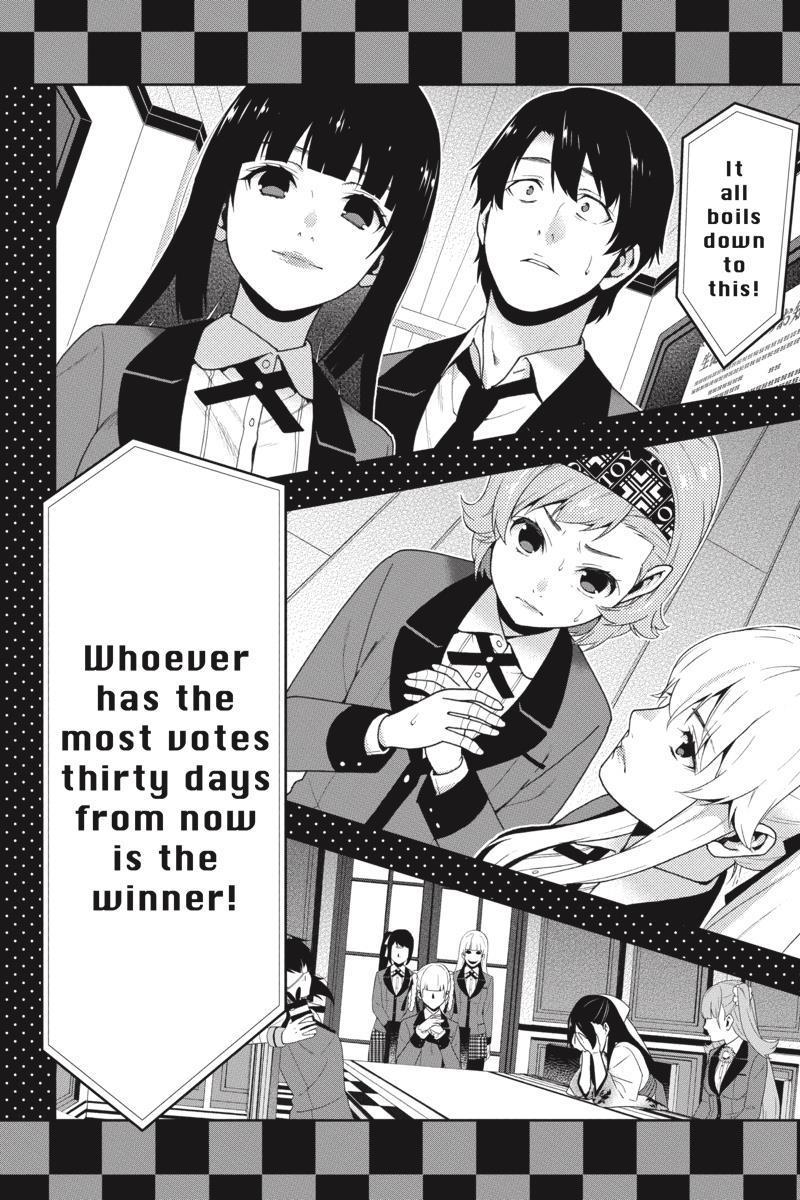 It
all
boils
down
to
this!
Whoever
has the
most votes
thirty days
from now
is the
winner!